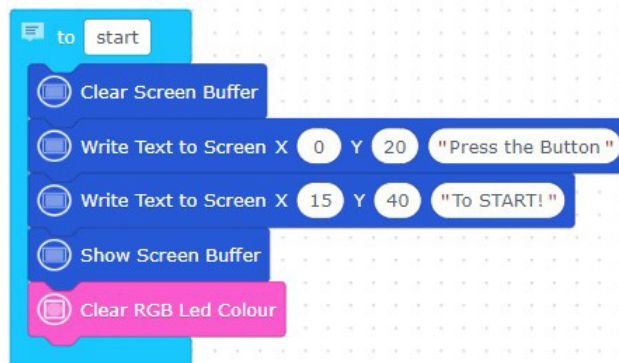 to start
Clear Screen Buffer
Write Text to Screen X 0 Y 20 "Press the Button"
Write Text to Screen X 15 Y 40 "To START!"
Show Screen Buffer
Clear RGB Led Colour